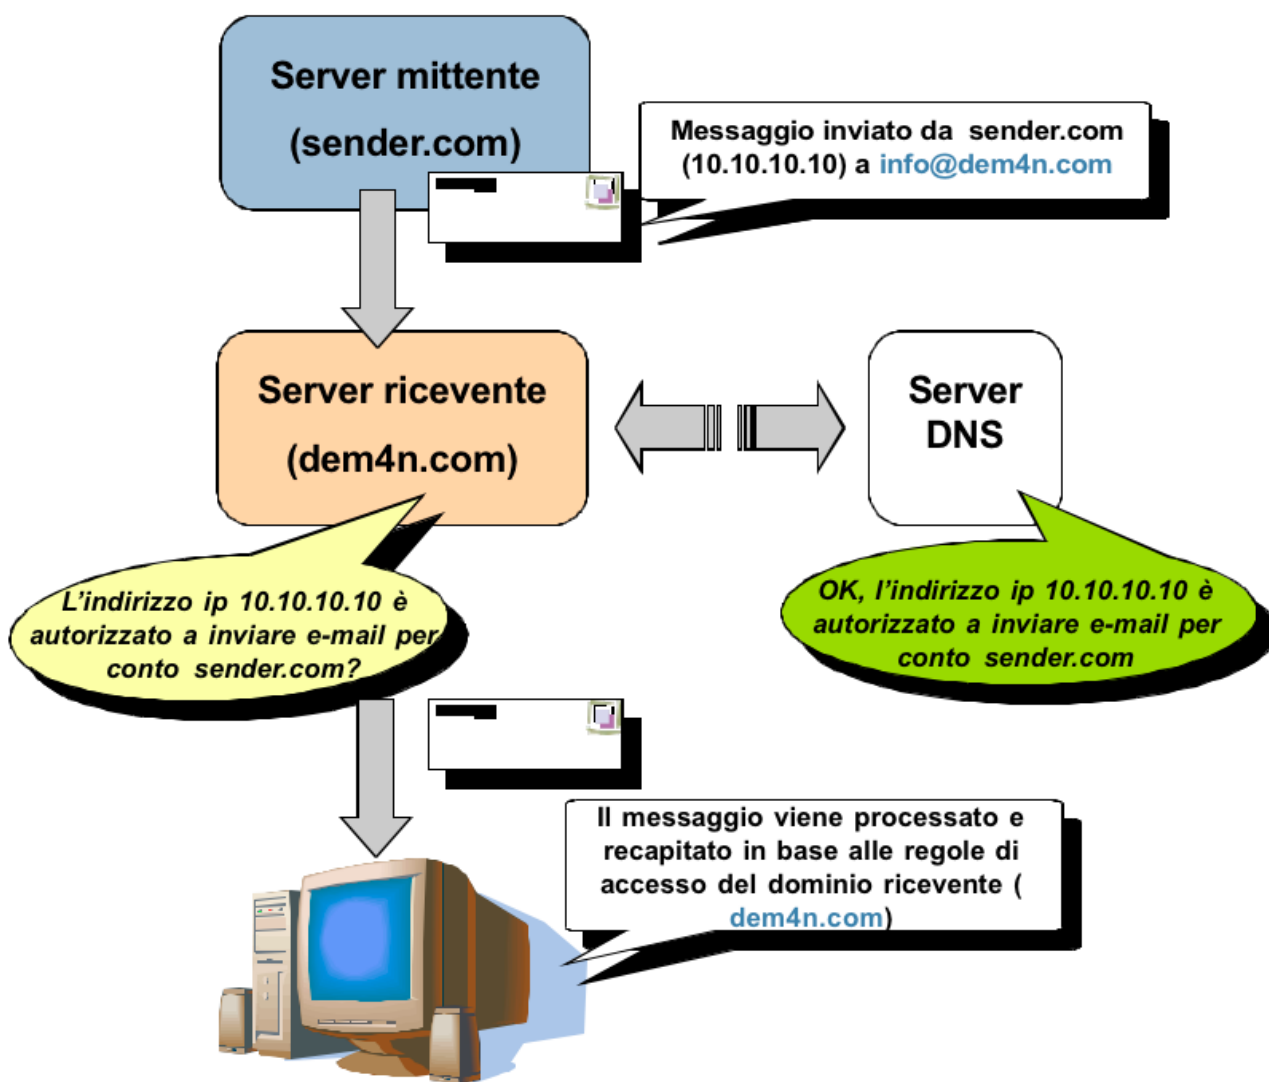 Server mittente
(sender.com)
Messaggio inviato da sender.com
(10.10.10.10) a info@dem4n.com
Server ricevente
(dem4n.com)
Server
DNS
L'indirizzo ip 10.10.10.10 è
autorizzato a inviare e-mail per
conto sender.com?
OK, l'indirizzo ip 10.10.10.10 è
autorizzato a inviare e-mail per
conto sender.com
Il messaggio viene processato e
recapitato in base alle regole di
accesso del dominio ricevente (
dem4n.com)